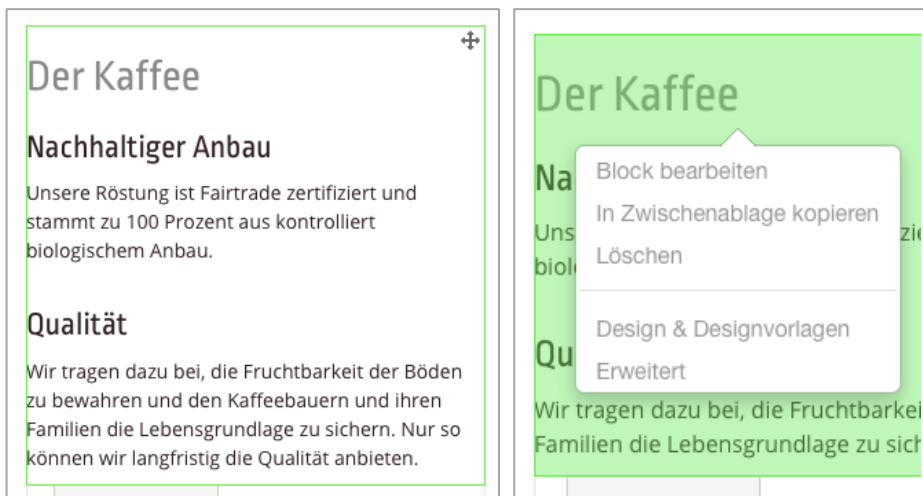 Der Kaffee
Nachhaltiger Anbau
Unsere Röstung ist Fairtrade zertifiziert und
stammt zu 100 Prozent aus kontrolliert
biologischem Anbau.
Qualität
Wir tragen dazu bei, die Fruchtbarkeit der Böden
zu bewahren und den Kaffeebauern und ihren
Familien die Lebensgrundlage zu sichern. Nur so
können wir langfristig die Qualität anbieten.
Der Kaffee
Block bearbeiten
In Zwischenablage kopieren
Löschen
Design & Designvorlagen
Erweitert
Wir tragen dazu bei, die
Familien die Lebensgrundlage zu